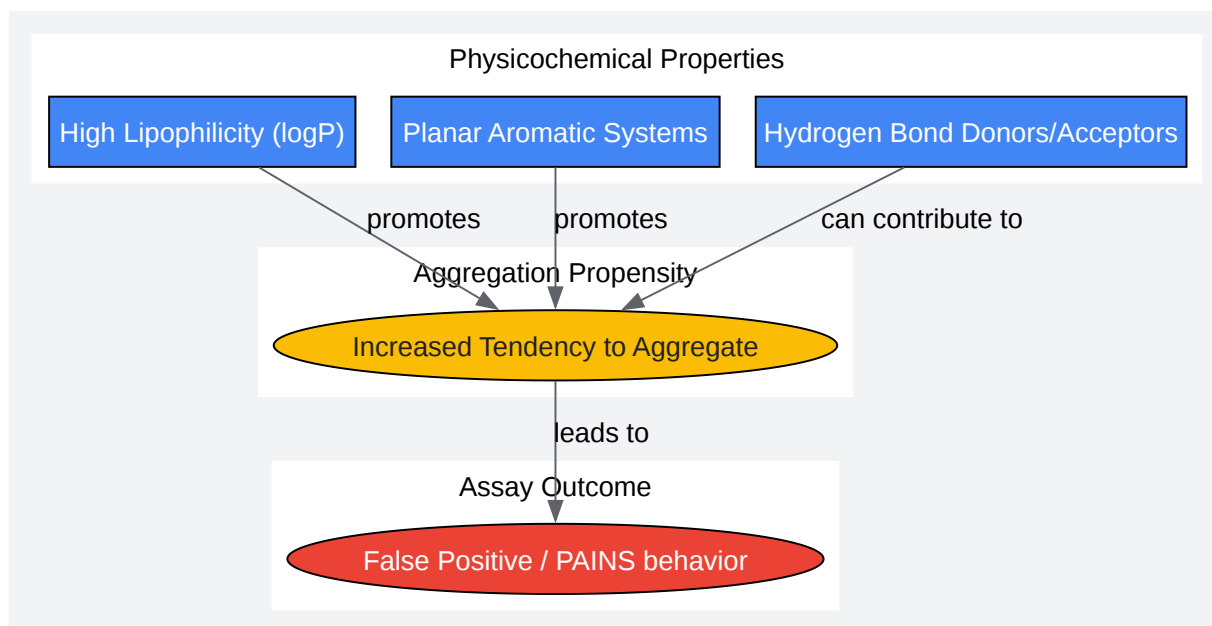 Physicochemical Properties
High Lipophilicity (logP)
Planar Aromatic Systems
Hydrogen Bond Donors/Acceptors
promotes
promotes
can contribute to
Aggregation Propensity
Increased Tendency to Aggregate
leads to
Assay Outcome
False Positive / PAINS behavior